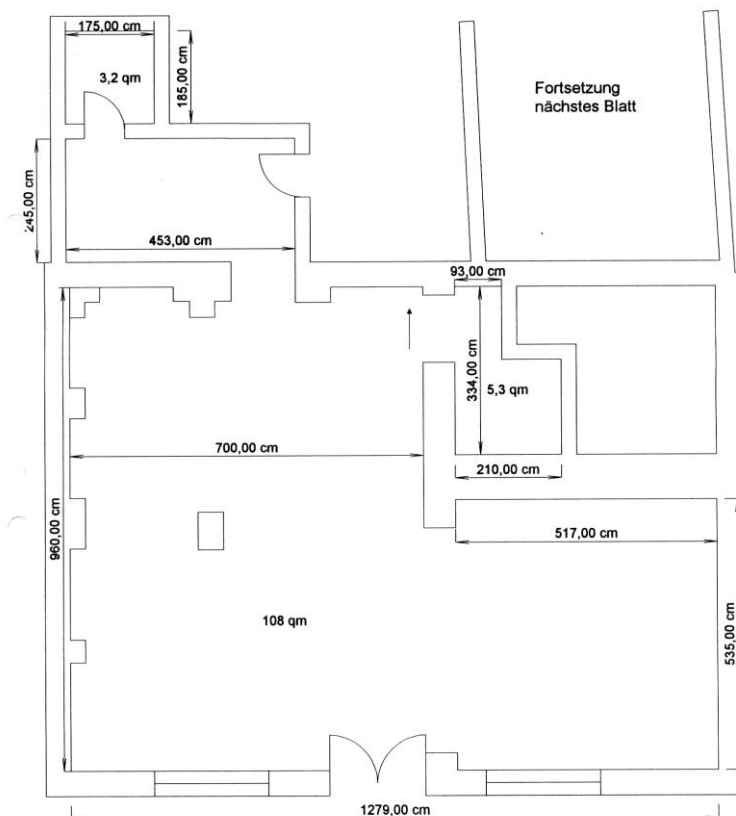 175,00 cm
3,2 qm
185,00 cm
Fortsetzung
nächstes Blatt
245,00 cm
453,00 cm
93,00 cm
334,00 cm
5,3 qm
700,00 cm
210,00 cm
960,00 cm
517,00 cm
535,00 cm
108 qm
1279,00 cm